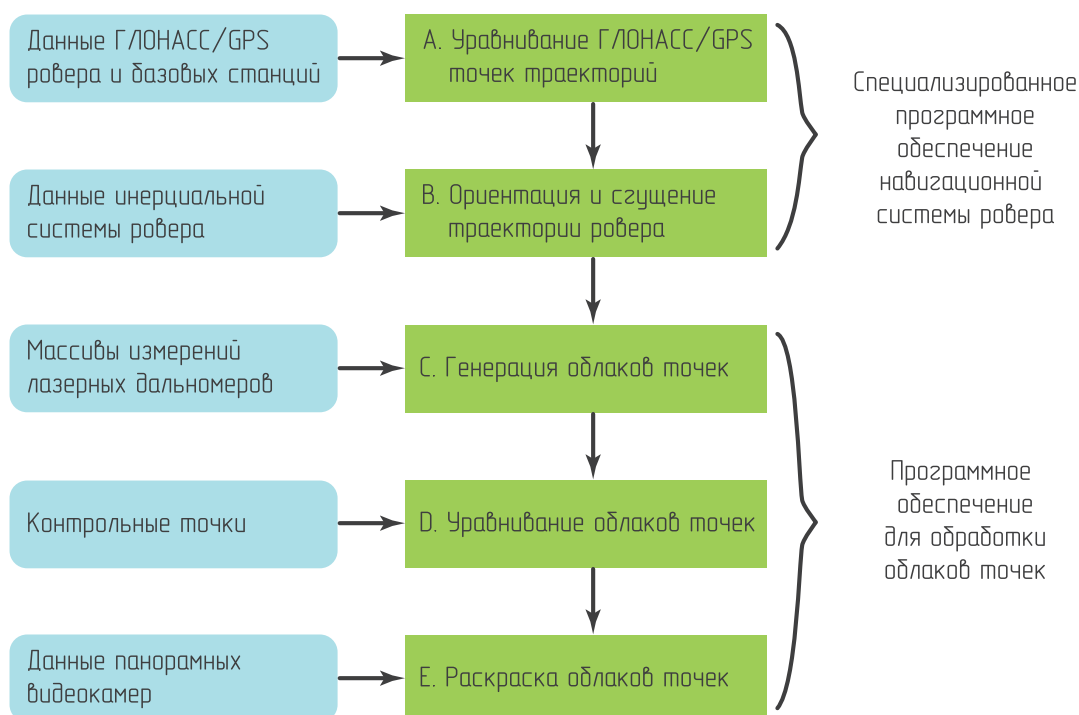 Данные ГЛОНАСС/GPS
ровера и базовых станций
A. Уравнивание ГЛОНАСС/GPS
точек траекторий
Специализированное
программное
обеспечение
навигационной
системы ровера
Данные инерциальной
системы ровера
B. Ориентация и сгущение
траектории ровера
Массивы измерений
лазерных дальномеров
C. Генерация облаков точек
Контрольные точки
D. Уравнивание облаков точек
Программное
обеспечение
для обработки
облаков точек
Данные панорамных
видеокамер
E. Раскраска облаков точек